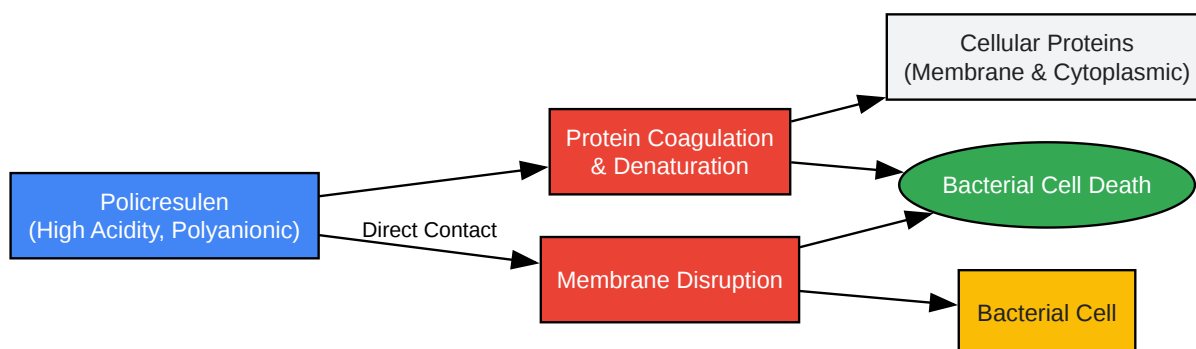 Policresulen
(High Acidity, Polyanionic)
Direct Contact
Protein Coagulation
& Denaturation
Membrane Disruption
Cellular Proteins
(Membrane & Cytoplasmic)
Bacterial Cell Death
Bacterial Cell